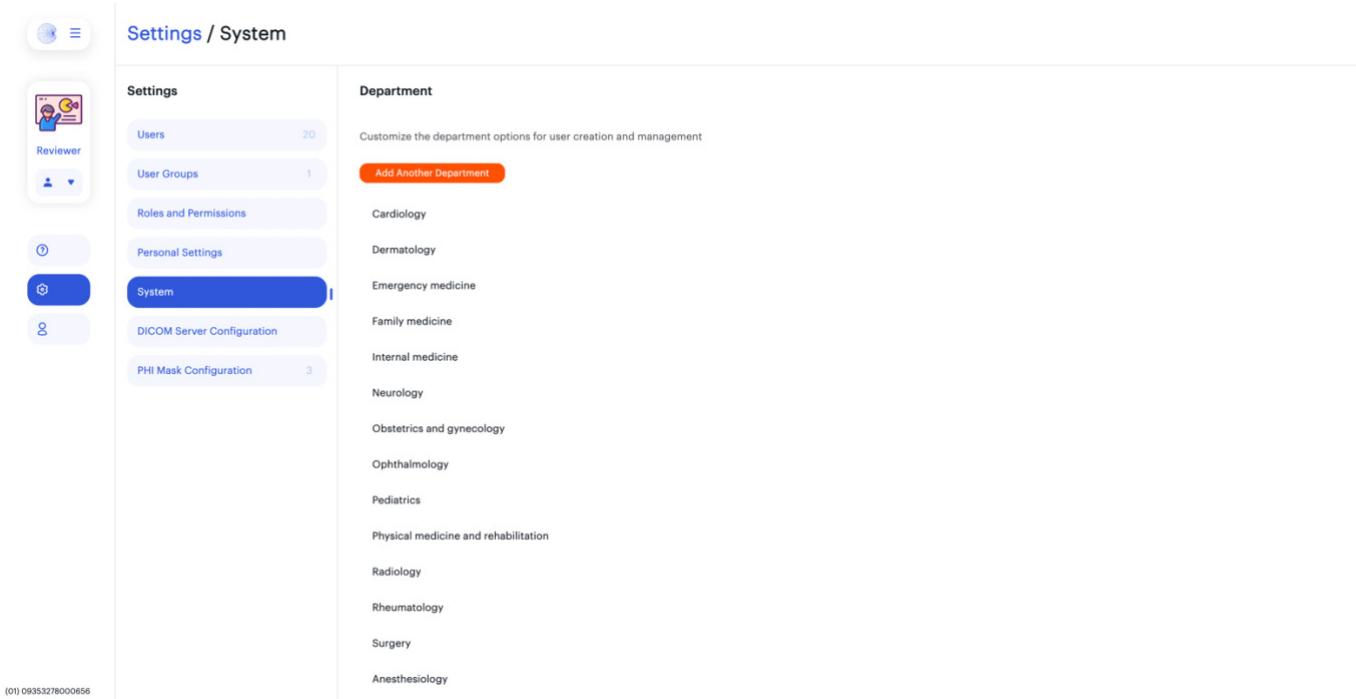 Settings / System
Reviewer
(01) 09353278000656
Settings
Users 20
User Groups 1
Roles and Permissions
Personal Settings
System
DICOM Server Configuration
PHI Mask Configuration 3
Department
Customize the department options for user creation and management
Add Another Department
Cardiology
Dermatology
Emergency medicine
Family medicine
Internal medicine
Neurology
Obstetrics and gynecology
Ophthalmology
Pediatrics
Physical medicine and rehabilitation
Radiology
Rheumatology
Surgery
Anesthesiology